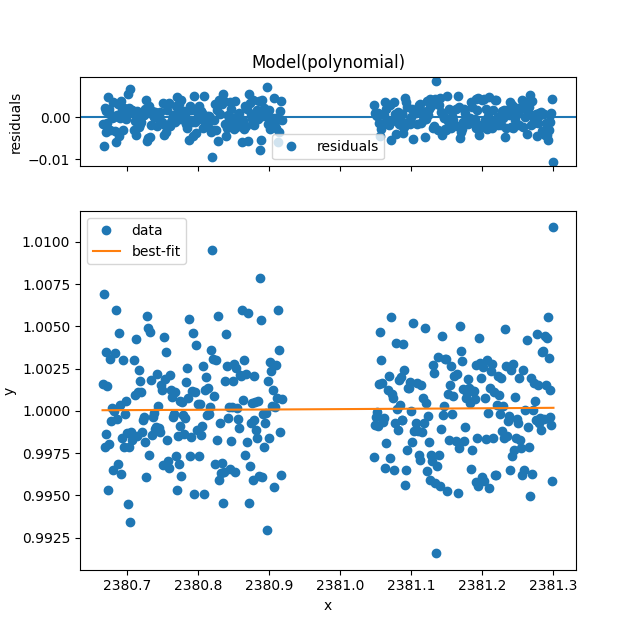 Model(polynomial)
residuals
0.00
−0.01
residuals
y
1.0100
1.0075
1.0050
1.0025
1.0000
0.9975
0.9950
0.9925
data
best-fit
2380.7 2380.8 2380.9 2381.0 2381.1 2381.2 2381.3
x